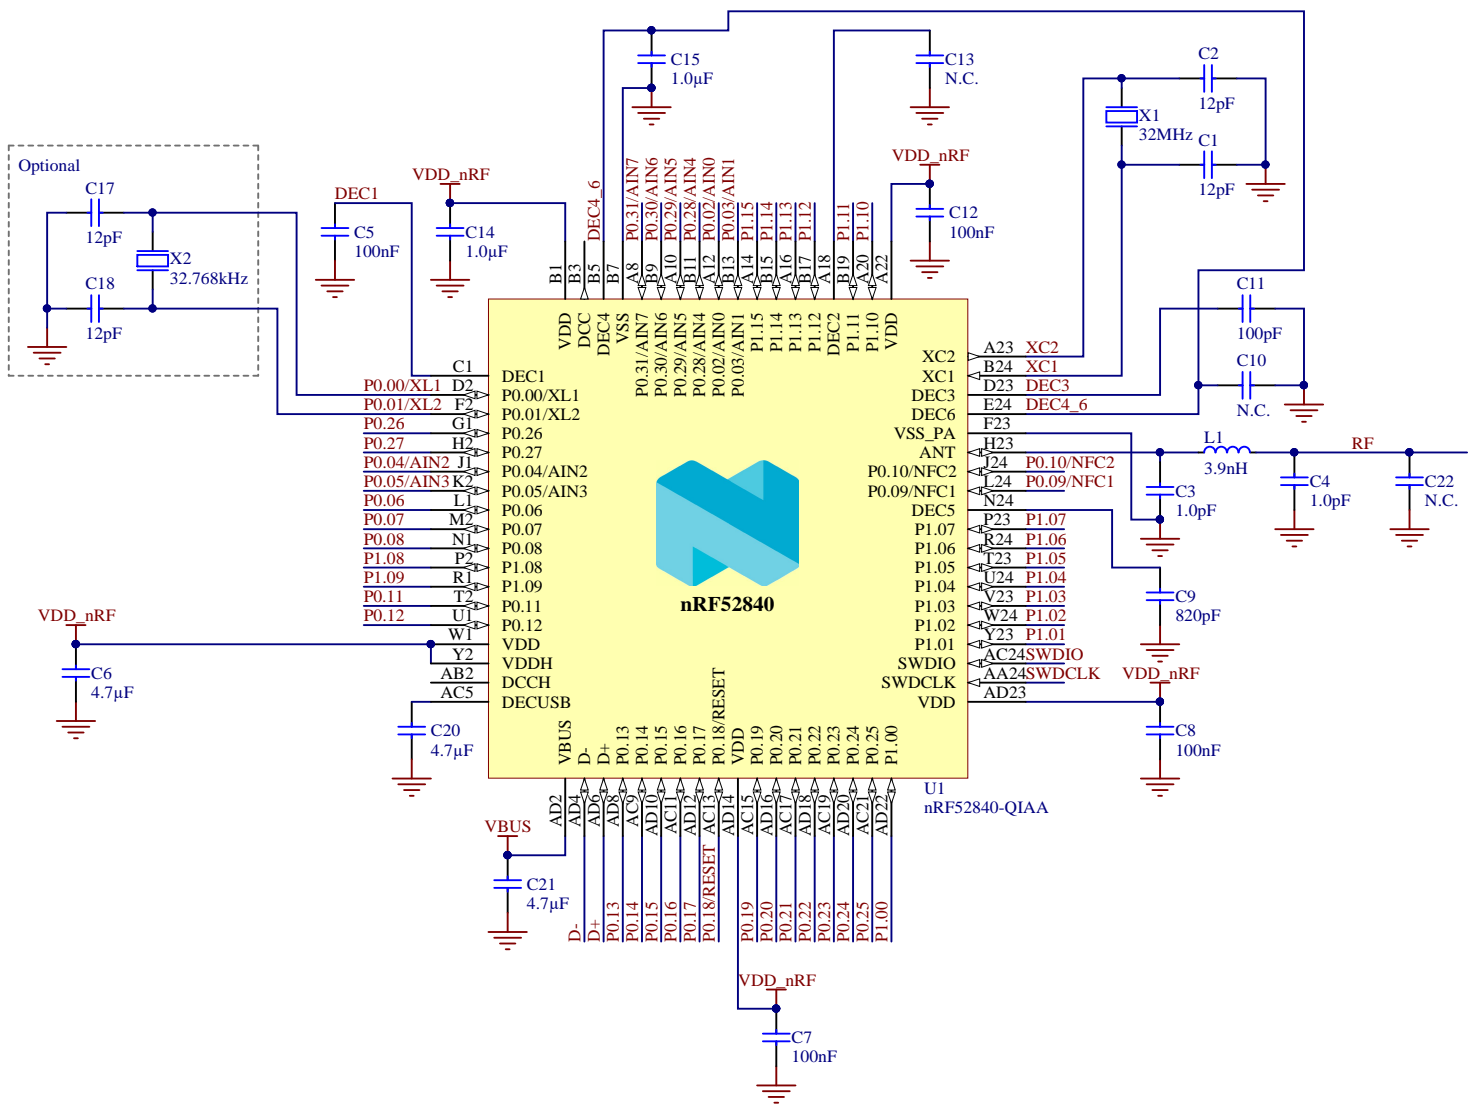 C15
1.0µF
C13
N.C.
C2
12pF
X1
32MHz
C1
12pF
Optional
C17
12pF
X2
32.768kHz
C18
12pF
DEC1
C5
100nF
VDD_nRF
C14
1.0µF
DEC4_6
P0.31/AIN7
P0.30/AIN6
P0.29/AIN5
P0.28/AIN4
P0.02/AIN0
P0.03/AIN1
P1.15
P1.14
P1.13
P1.12
P1.11
P1.10
VDD_nRF
C12
100nF
B1
B3
B5
B7
A8
B9
A10
B11
A12
B13
A14
B15
A16
B17
A18
B19
A20
A22
VDD
DCC
DEC4
VSS
P0.31/AIN7
P0.30/AIN6
P0.29/AIN5
P0.28/AIN4
P0.02/AIN0
P0.03/AIN1
P1.15
P1.14
P1.13
P1.12
DEC2
P1.11
P1.10
VDD
C11
100pF
C10
N.C.
C1 DEC1
P0.00/XL1 D2 P0.00/XL1
P0.01/XL2 F2 P0.01/XL2
P0.26 G1 P0.26
P0.27 H2 P0.27
P0.04/AIN2 J1 P0.04/AIN2
P0.05/AIN3 K2 P0.05/AIN3
P0.06 L1 P0.06
P0.07 M2 P0.07
P0.08 N1 P0.08
P1.08 P2 P1.08
P1.09 R1 P1.09
P0.11 T2 P0.11
P0.12 U1 P0.12
W1 VDD
Y2 VDDH
AB2 DCCH
AC5 DECUSB
VDD_nRF
C6
4.7µF
C20
4.7µF
nRF52840
XC2 A23 XC2
XC1 B24 XC1
DEC3 D23 DEC3
DEC6 E24 DEC4_6
VSS_PA F23
ANT H23
P0.10/NFC2 J24 P0.10/NFC2
P0.09/NFC1 L24 P0.09/NFC1
DEC5 N24
P1.07 P23 P1.07
P1.06 R24 P1.06
P1.05 T23 P1.05
P1.04 U24 P1.04
P1.03 V23 P1.03
P1.02 W24 P1.02
P1.01 Y23 P1.01
SWDIO AC24 SWDIO
SWDCLK AA24 SWDCLK
VDD AD23
L1
3.9nH
RF
C3
1.0pF
C4
1.0pF
C22
N.C.
C9
820pF
VDD_nRF
C8
100nF
VBUS
D-
D+
P0.13
P0.14
P0.15
P0.16
P0.17
P0.18/RESET
VDD
P0.19
P0.20
P0.21
P0.22
P0.23
P0.24
P0.25
P1.00
U1
nRF52840-QIAA
AD2
AD4
AD6
AD8
AC9
AD10
AC11
AD12
AC13
AD14
AC15
AD16
AC17
AD18
AC19
AD20
AC21
AD22
VBUS
C21
4.7µF
D-
D+
P0.13
P0.14
P0.15
P0.16
P0.17
P0.18/RESET
P0.19
P0.20
P0.21
P0.22
P0.23
P0.24
P0.25
P1.00
VDD_nRF
C7
100nF